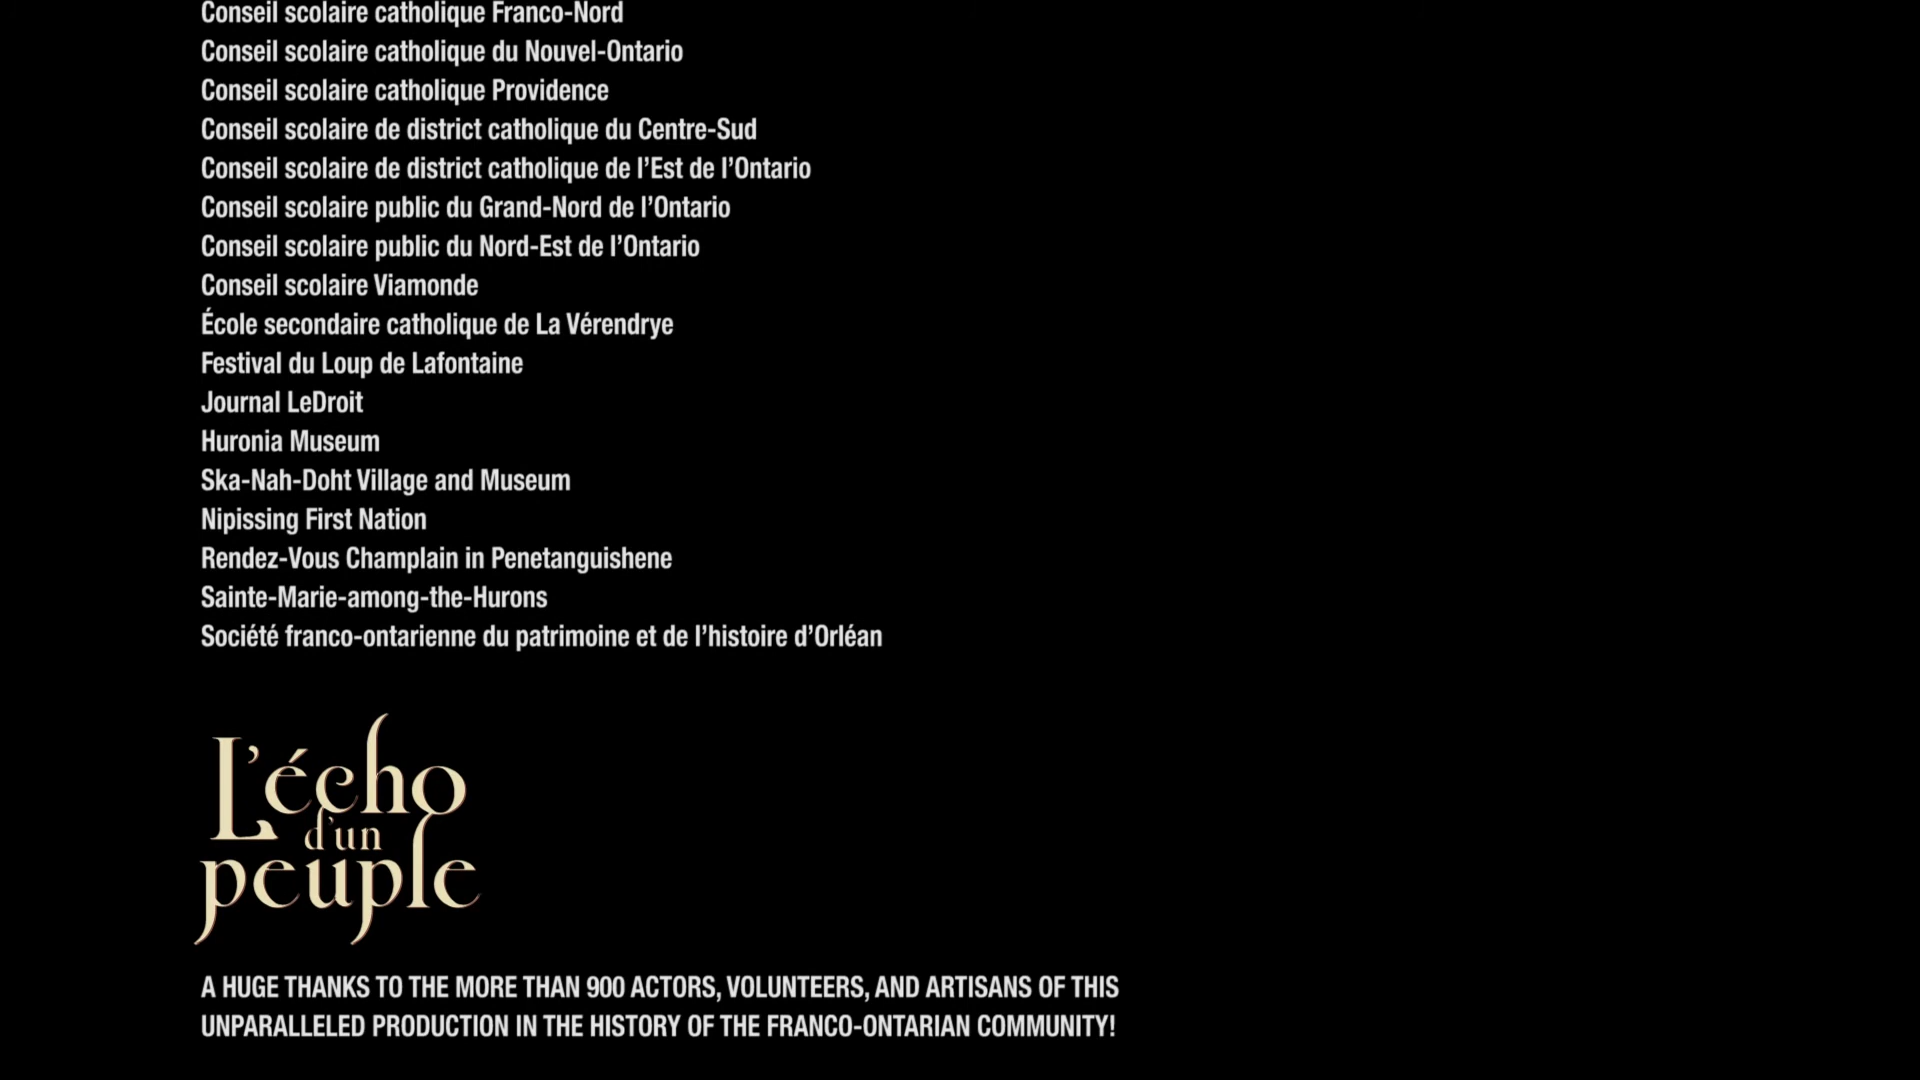 Conseil scolaire catholique Franco-Nord
Conseil scolaire catholique du Nouvel-Ontario
Conseil scolaire catholique Providence
Conseil scolaire de district catholique du Centre-Sud
Conseil scolaire de district catholique de l’Est de l’Ontario
Conseil scolaire public du Grand-Nord de l’Ontario
Conseil scolaire public du Nord-Est de l’Ontario
Conseil scolaire Viamonde
École secondaire catholique de La Vérendrye
Festival du Loup de Lafontaine
Journal LeDroit
Huronia Museum
Ska-Nah-Doht Village and Museum
Nipissing First Nation
Rendez-Vous Champlain in Penetanguishene
Sainte-Marie-among-the-Hurons
Société franco-ontarienne du patrimoine et de l’histoire d’Orléan
L’écho
d’un
peuple
A HUGE THANKS TO THE MORE THAN 900 ACTORS, VOLUNTEERS, AND ARTISANS OF THIS
UNPARALLELED PRODUCTION IN THE HISTORY OF THE FRANCO-ONTARIAN COMMUNITY!